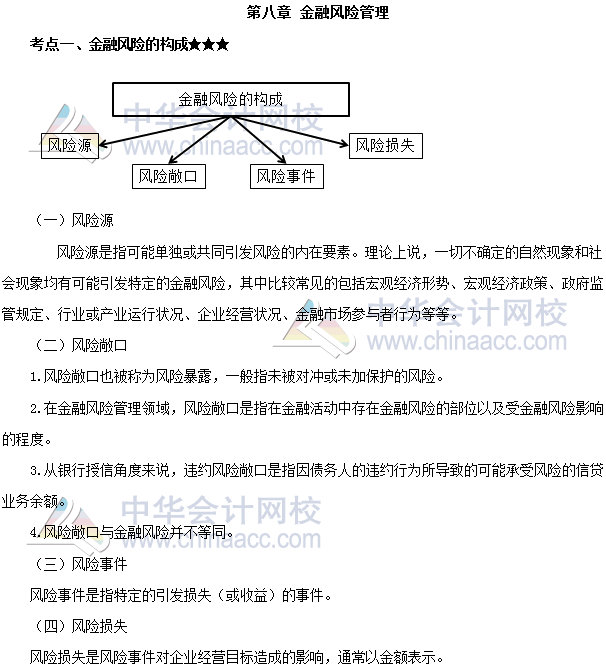 第八章 金融风险管理
考点一、金融风险的构成★★★
金融风险的构成
风险源
风险损失
风险敞口
风险事件
中华会计网校
www.chinaacc.com
（一）风险源
风险源是指可能单独或共同引发风险的内在要素。理论上说，一切不确定的自然现象和社
会现象均有可能引发特定的金融风险，其中比较常见的包括宏观经济形势、宏观经济政策、政府监
管规定、行业或产业运行状况、企业经营状况、金融市场参与者行为等等。
中华会计网校
www.chinaacc.com
（二）风险敞口
1.风险敞口也被称为风险暴露，一般指未被对冲或未加保护的风险。
2.在金融风险管理领域，风险敞口是指在金融活动中存在金融风险的部位以及受金融风险影响
的程度。
3.从银行授信角度来说，违约风险敞口是指因债务人的违约行为所导致的可能承受风险的信贷
业务余额。
中华会计网校
www.chinaacc.com
4.风险敞口与金融风险并不等同。
（三）风险事件
风险事件是指特定的引发损失（或收益）的事件。
（四）风险损失
风险损失是风险事件对企业经营目标造成的影响，通常以金额表示。